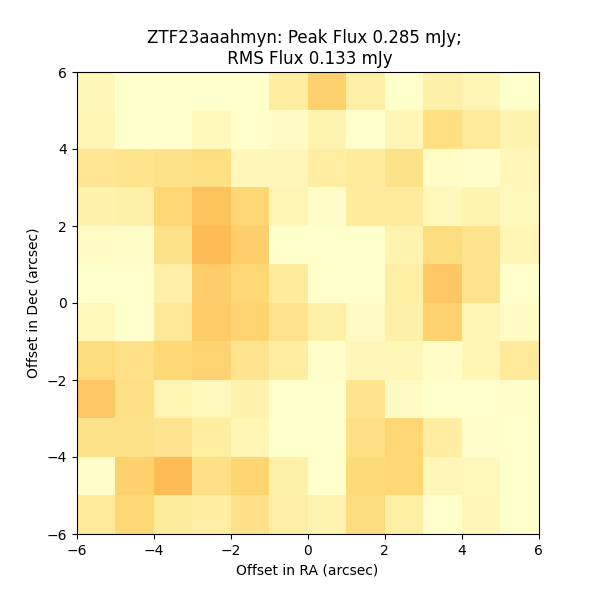 ZTF23aaahmyn: Peak Flux 0.285 mJy;
RMS Flux 0.133 mJy
6
4
2
0
−2
−4
−6
Offset in Dec (arcsec)
−6 −4 −2 0 2 4 6
Offset in RA (arcsec)